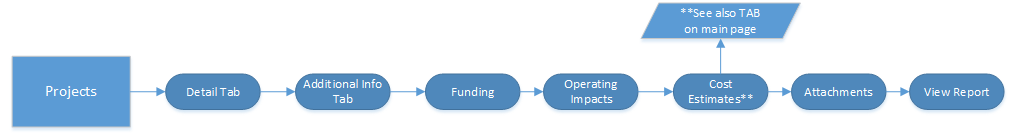 **See also TAB
on main page
Projects
Detail Tab
Additional Info
Tab
Funding
Operating
Impacts
Cost
Estimates**
Attachments
View Report